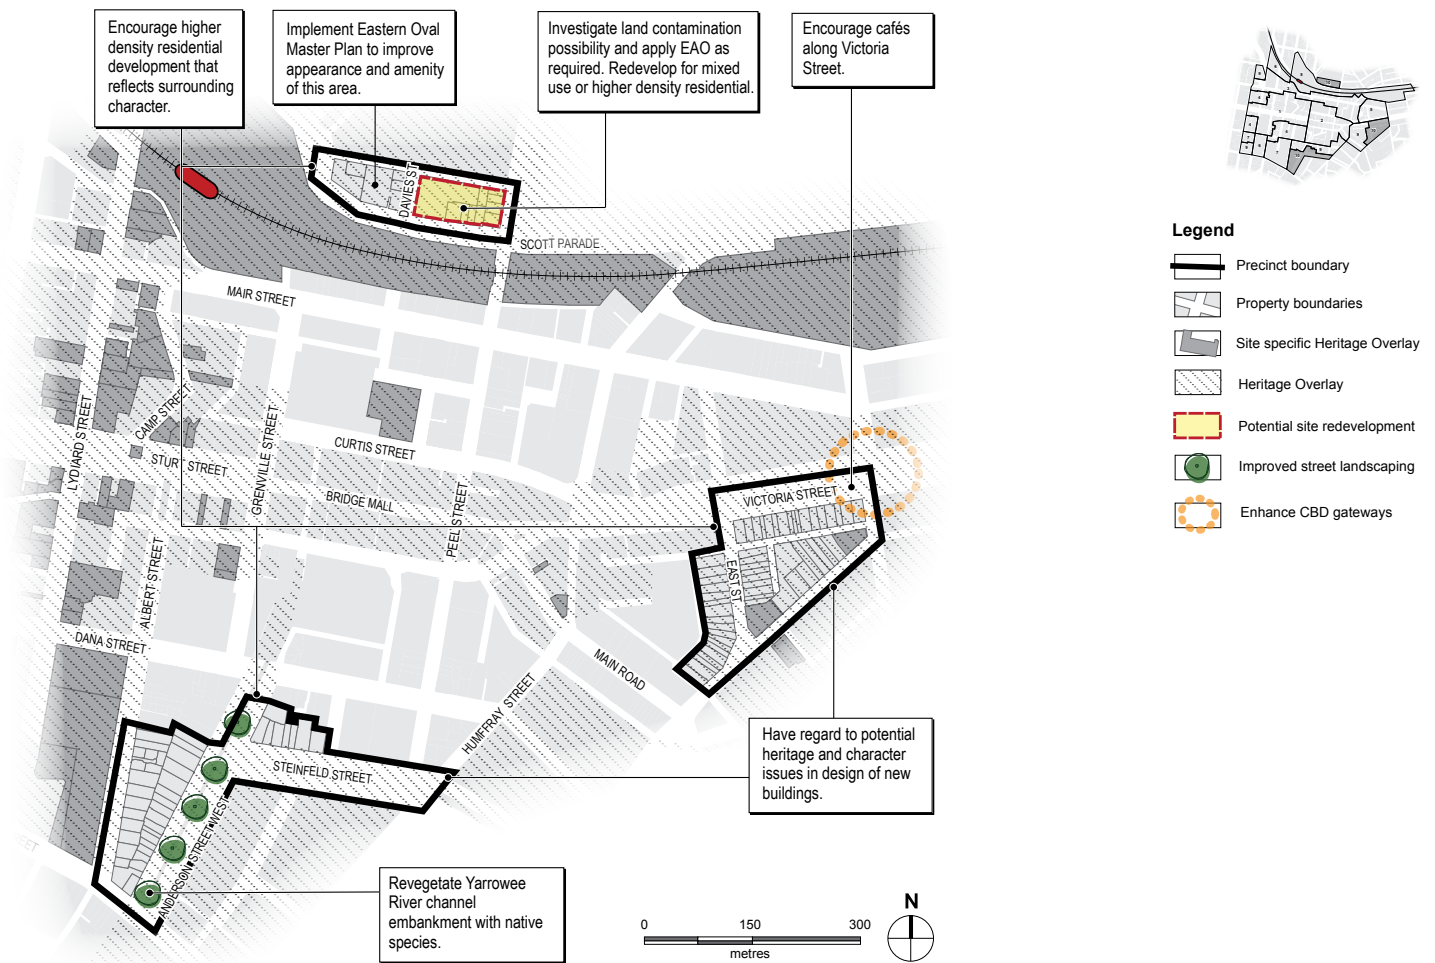 Encourage higher
density residential
development that
reflects surrounding
character.
Implement Eastern Oval
Master Plan to improve
appearance and amenity
of this area.
Investigate land contamination
possibility and apply EAO as
required. Redevelop for mixed
use or higher density residential.
Encourage cafés
along Victoria
Street.
DAVIES ST
SCOTT PARADE
MAIR STREET
LYDIARD STREET
CAMP STREET
STURT STREET
GRENVILLE STREET
CURTIS STREET
BRIDGE MALL
PEEL STREET
VICTORIA STREET
EAST ST
ALBERT STREET
DANA STREET
MAIN ROAD
HUMFFRAY STREET
STEINFELD STREET
ANDERSON STREET WEST
Have regard to potential
heritage and character
issues in design of new
buildings.
Revegetate Yarrowee
River channel
embankment with native
species.
0 150 300
metres
N
Legend
Precinct boundary
Property boundaries
Site specific Heritage Overlay
Heritage Overlay
Potential site redevelopment
Improved street landscaping
Enhance CBD gateways